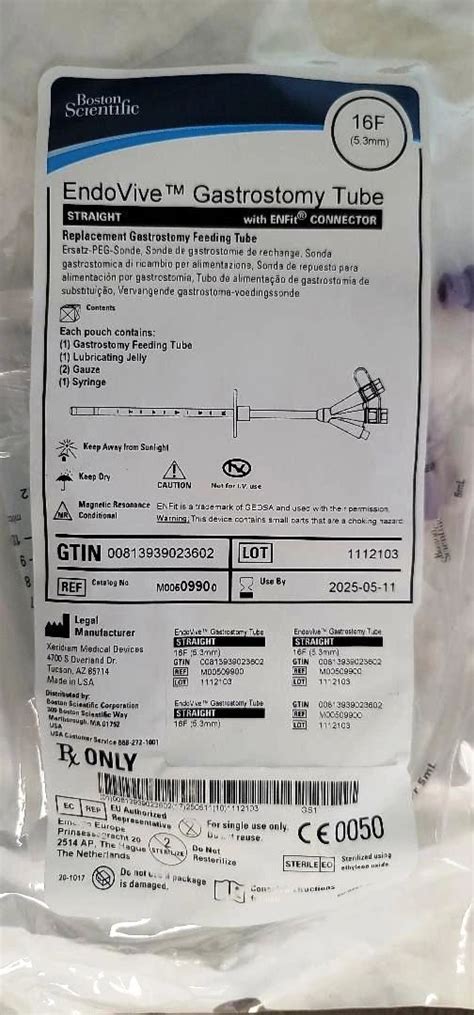 Boston
Scientific
16F
(5.3mm)
EndoVive™ Gastrostomy Tube
STRAIGHT with ENFit® CONNECTOR
Replacement Gastrostomy Feeding Tube
Ersatz-PEG-Sonde, Sonde de gastrostomie de rechange, Sonda
gastrostomica di ricambio per alimentazione, Sonda de repuesto para
alimentación por gastrostomia, Tubo de alimentação de gastrostomia de
substituição, Vervangende gastrostoma-voedingssonde
Contents
Each pouch contains:
(1) Gastrostomy Feeding Tube
(1) Lubricating Jelly
(2) Gauze
(1) Syringe
Keep Away from Sunlight
Keep Dry
CAUTION
Not for I.V. use
Magnetic Resonance
Conditional
MR
ENFit is a trademark of GEDSA and used with their permission.
Warning: This device contains small parts that are a choking hazard
GTIN 00813939023602 LOT 1112103
REF Catalog No M00509900 Use By 2025-05-11
Legal
Manufacturer
Xeridiem Medical Devices
4700 S Overland Dr.
Tucson, AZ 85714
Made in USA
Distributed by:
Boston Scientific Corporation
300 Boston Scientific Way
Marlborough, MA 01752
USA
USA Customer Service 888-272-1001
EndoVive™ Gastrostomy Tube
STRAIGHT
16F (5.3mm)
GTIN 00813939023602
REF M00509900
LOT 1112103
EndoVive™ Gastrostomy Tube
STRAIGHT
16F (5.3mm)
GTIN 00813939023602
REF M00509900
LOT 1112103
EndoVive™ Gastrostomy Tube
STRAIGHT
16F (5.3mm)
GTIN 00813939023602
REF M00509900
LOT 1112103
Rx ONLY
GS1
EC REP
EU Authorized
Representative
Europe
Prinsessegracht 20
2514 AP, The Hague
The Netherlands
2
STERILIZE
For single use only.
Do not reuse.
Do Not
Resterilize
CE 0050
STERILE EO
Sterilized using
ethylene oxide
20-1017
Do not use if package
is damaged.